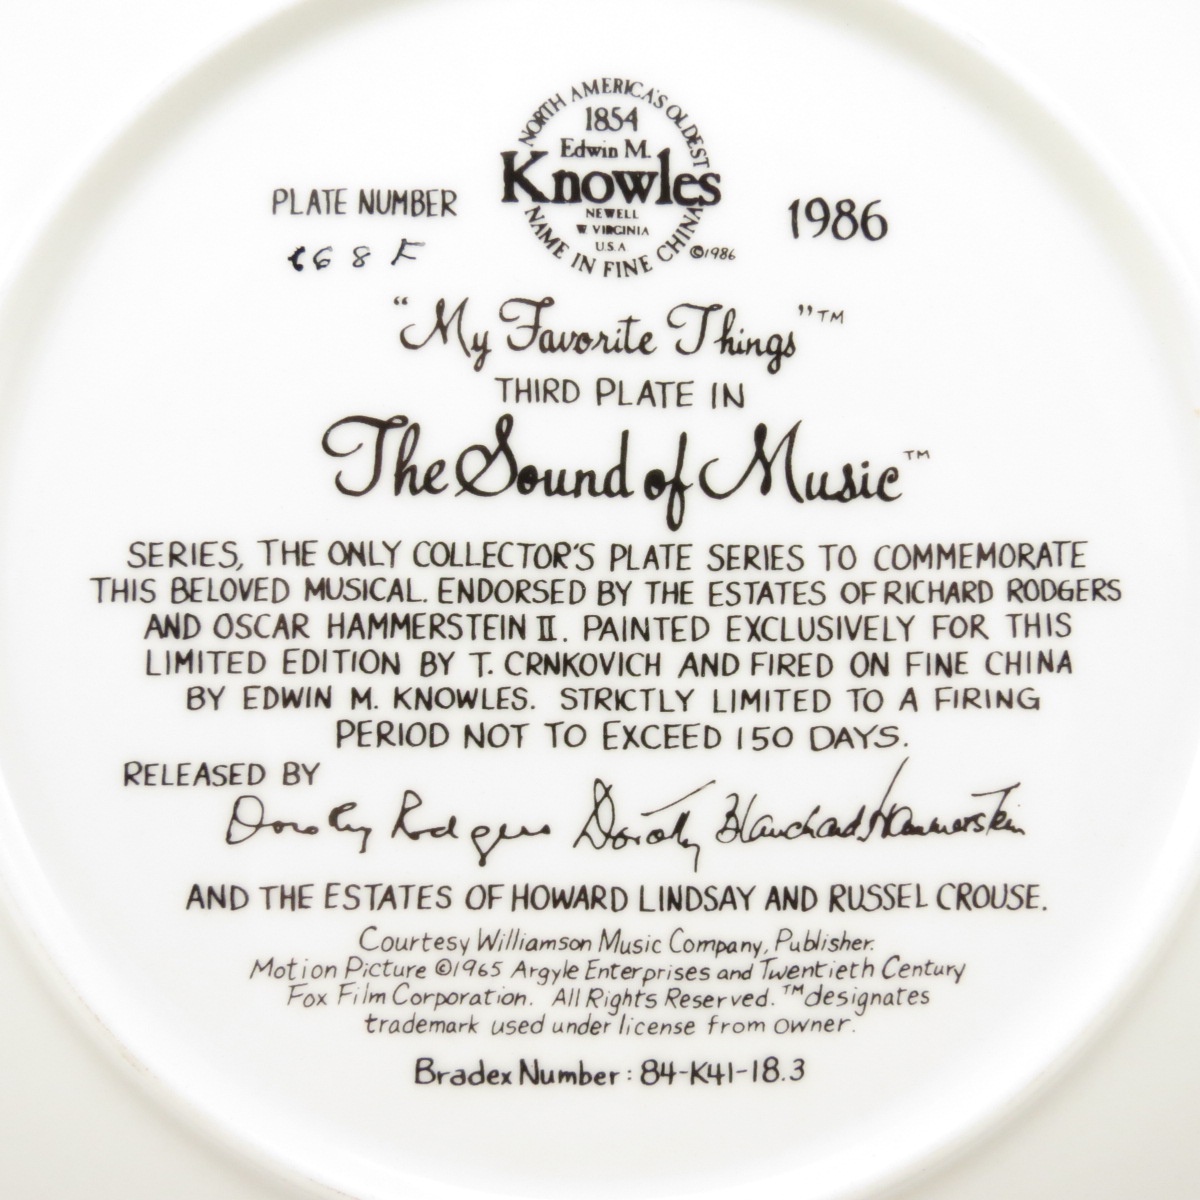 NORTH AMERICA'S OLDEST
1854
Edwin M.
Knowles
NEWELL
W VIRGINIA
U.S.A.
NAME IN FINE CHINA
©1986
PLATE NUMBER
68 F
1986
"My Favorite Things"™
THIRD PLATE IN
The Sound of Music™
SERIES, THE ONLY COLLECTOR'S PLATE SERIES TO COMMEMORATE
THIS BELOVED MUSICAL. ENDORSED BY THE ESTATES OF RICHARD RODGERS
AND OSCAR HAMMERSTEIN II. PAINTED EXCLUSIVELY FOR THIS
LIMITED EDITION BY T. CRNKOVICH AND FIRED ON FINE CHINA
BY EDWIN M. KNOWLES. STRICTLY LIMITED TO A FIRING
PERIOD NOT TO EXCEED 150 DAYS.
RELEASED BY
Dorothy Rodgers Dorothy Blanchard Hammerstein
AND THE ESTATES OF HOWARD LINDSAY AND RUSSEL CROUSE.
Courtesy Williamson Music Company, Publisher.
Motion Picture ©1965 Argyle Enterprises and Twentieth Century
Fox Film Corporation. All Rights Reserved. ™designates
trademark used under license from owner.
Bradex Number: 84-K41-18.3